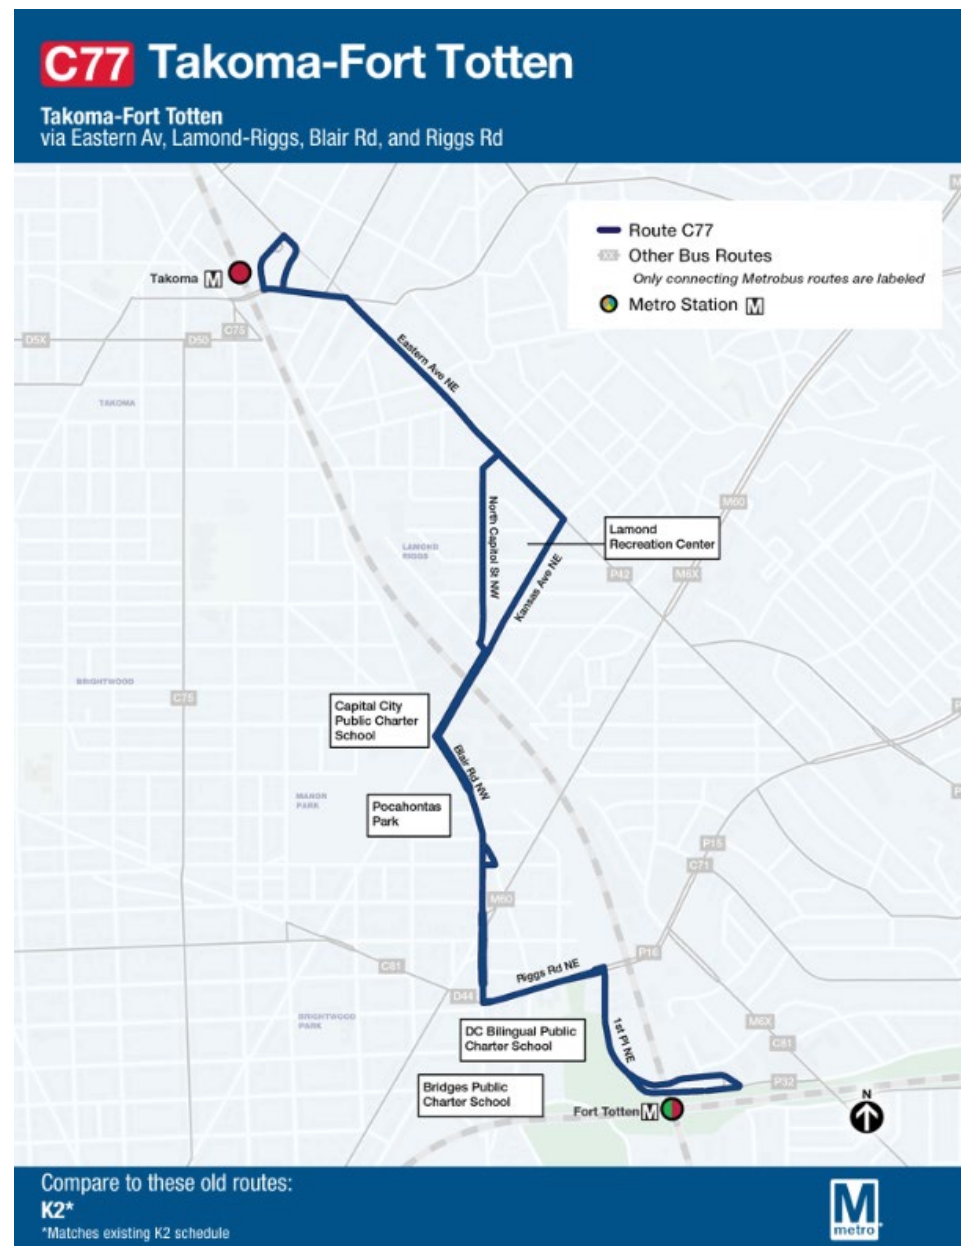 C77 Takoma-Fort Totten
Takoma-Fort Totten
via Eastern Av, Lamond-Riggs, Blair Rd, and Riggs Rd
Route C77
XX Other Bus Routes
Only connecting Metrobus routes are labeled
Metro Station M
M
Takoma M
D5X
D50
C75
Eastern Ave NE
TAKOMA
M60
North Capitol St NW
Lamond
Recreation Center
LAMOND
RIGGS
Kansas Ave NE
P42
M6X
BRIGHTWOOD
C75
Capital City
Public Charter
School
P
Blair Rd NW
MANOR
PARK
Pocahontas
Park
P
P15
C71
M60
P16
C81
Riggs Rd NE
D44
BRIGHTWOOD
PARK
1st Pl NE
M6X
DC Bilingual Public
Charter School
C81
Bridges Public
Charter School
P32
Fort Totten M
N
Compare to these old routes:
K2*
*Matches existing K2 schedule
M
metro